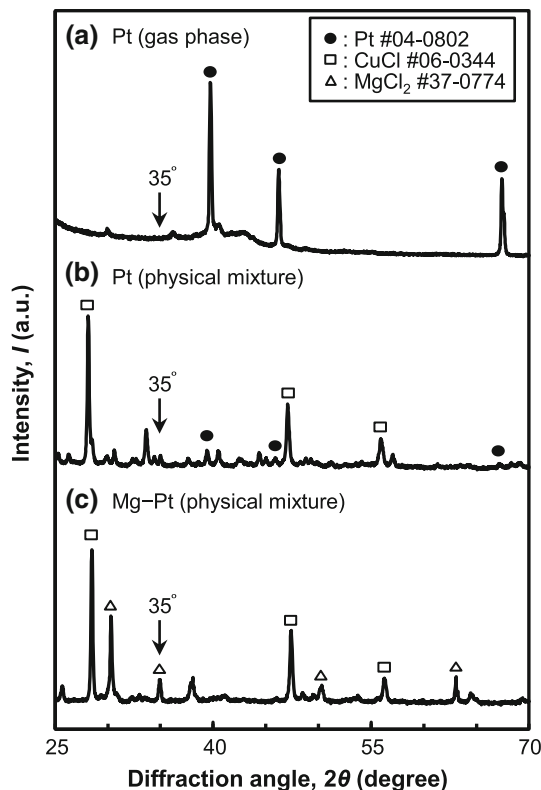 (a) Pt (gas phase)
● : Pt #04-0802
□ : CuCl #06-0344
△ : MgCl₂ #37-0774
35°
(b) Pt (physical mixture)
35°
(c) Mg−Pt (physical mixture)
35°
Intensity, I (a.u.)
25 40 55 70
Diffraction angle, 2θ (degree)